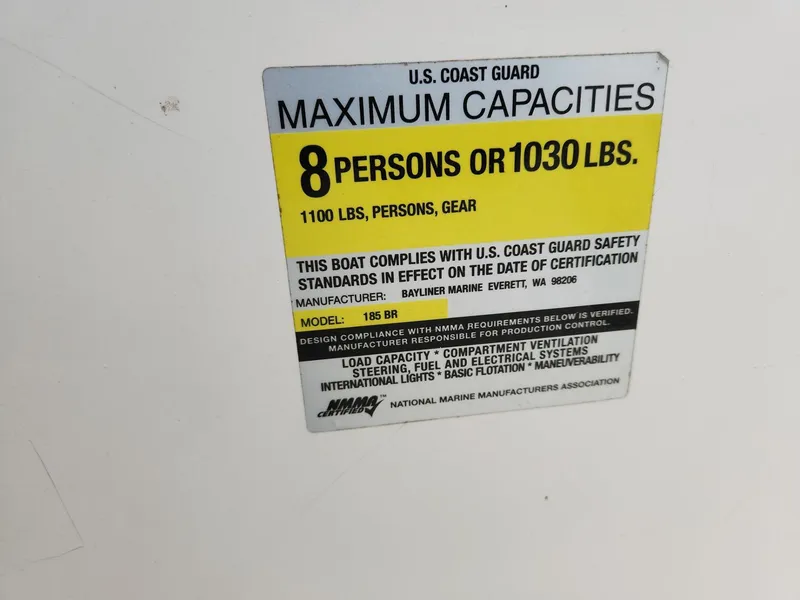 U.S. COAST GUARD
MAXIMUM CAPACITIES
8 PERSONS OR 1030 LBS.
1100 LBS, PERSONS, GEAR
THIS BOAT COMPLIES WITH U.S. COAST GUARD SAFETY
STANDARDS IN EFFECT ON THE DATE OF CERTIFICATION
MANUFACTURER: BAYLINER MARINE EVERETT, WA 98206
MODEL: 185 BR
DESIGN COMPLIANCE WITH NMMA REQUIREMENTS BELOW IS VERIFIED.
MANUFACTURER RESPONSIBLE FOR PRODUCTION CONTROL.
LOAD CAPACITY * COMPARTMENT VENTILATION
STEERING, FUEL AND ELECTRICAL SYSTEMS
INTERNATIONAL LIGHTS * BASIC FLOTATION * MANEUVERABILITY
NMMA ™
CERTIFIED
NATIONAL MARINE MANUFACTURERS ASSOCIATION